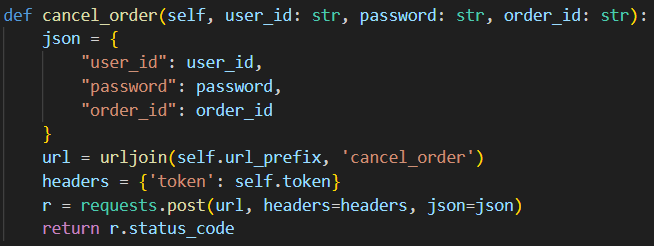 def cancel_order(self, user_id: str, password: str, order_id: str):
    json = {
        "user_id": user_id,
        "password": password,
        "order_id": order_id
    }
    url = urljoin(self.url_prefix, 'cancel_order')
    headers = {'token': self.token}
    r = requests.post(url, headers=headers, json=json)
    return r.status_code